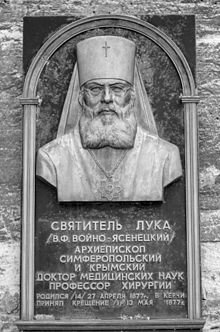 СВЯТИТЕЛЬ ЛУКА
/В.Ф. ВОЙНО-ЯСЕНЕЦКИЙ/
АРХИЕПИСКОП
СИМФЕРОПОЛЬСКИЙ
И КРЫМСКИЙ
ДОКТОР МЕДИЦИНСКИХ НАУК
ПРОФЕССОР ХИРУРГИИ
РОДИЛСЯ /14/ 27 АПРЕЛЯ 1877г. В КЕРЧИ
ПРИНЯЛ КРЕЩЕНИЕ /1/ 13 МАЯ 1877г.